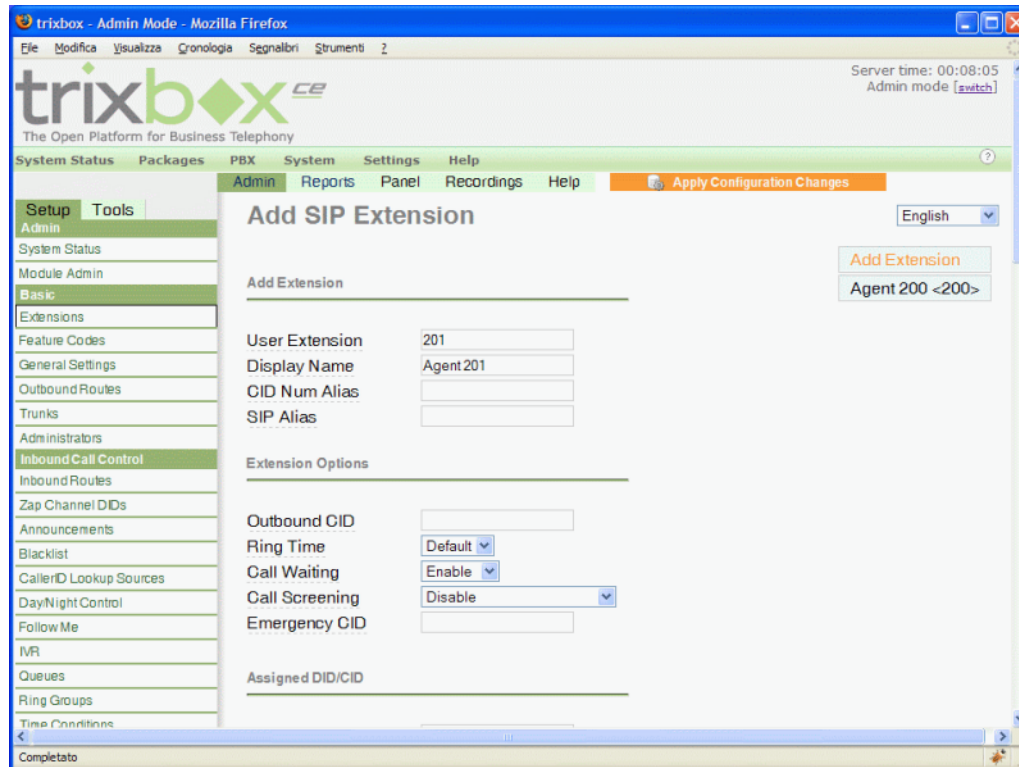 trixbox - Admin Mode - Mozilla Firefox
File Modifica Visualizza Cronologia Segnalibri Strumenti ?
trixbox CE
The Open Platform for Business Telephony
Server time: 00:08:05
Admin mode [switch]
System Status Packages PBX System Settings Help ?
Admin Reports Panel Recordings Help Apply Configuration Changes
Setup Tools
Admin
System Status
Module Admin
Basic
Extensions
Feature Codes
General Settings
Outbound Routes
Trunks
Administrators
Inbound Call Control
Inbound Routes
Zap Channel DIDs
Announcements
Blacklist
CallerID Lookup Sources
Day/Night Control
Follow Me
IVR
Queues
Ring Groups
Time Conditions
Add SIP Extension
English
Add Extension
Agent 200 <200>
Add Extension
User Extension 201
Display Name Agent 201
CID Num Alias
SIP Alias
Extension Options
Outbound CID
Ring Time Default
Call Waiting Enable
Call Screening Disable
Emergency CID
Assigned DID/CID
Completato